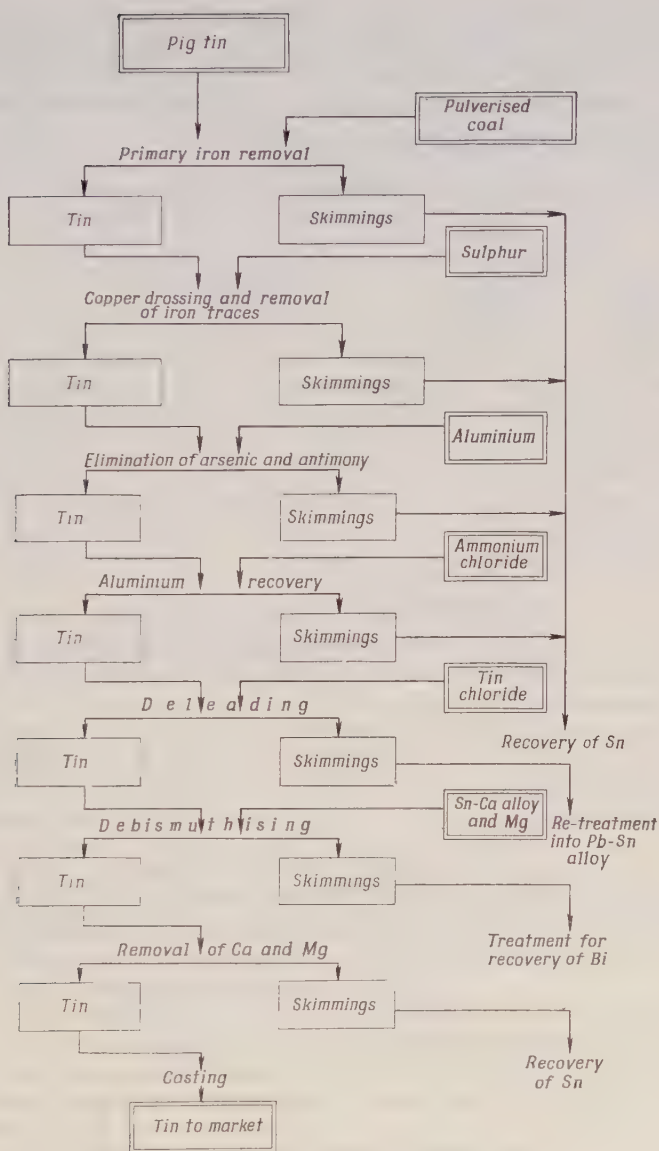 Pig tin
Pulverised
coal
Primary iron removal
Tin
Skimmings
Sulphur
Copper drossing and removal
of iron traces
Tin
Skimmings
Aluminium
Elimination of arsenic and antimony
Tin
Skimmings
Ammonium
chloride
Aluminium recovery
Tin
Skimmings
Tin
chloride
Deleading
Recovery of Sn
Tin
Skimmings
Sn-Ca alloy
and Mg
Debismuthising
Re-treatment
into Pb-Sn
alloy
Tin
Skimmings
Treatment for
recovery of Bi
Removal of Ca and Mg
Tin
Skimmings
Recovery
of Sn
Casting
Tin to market